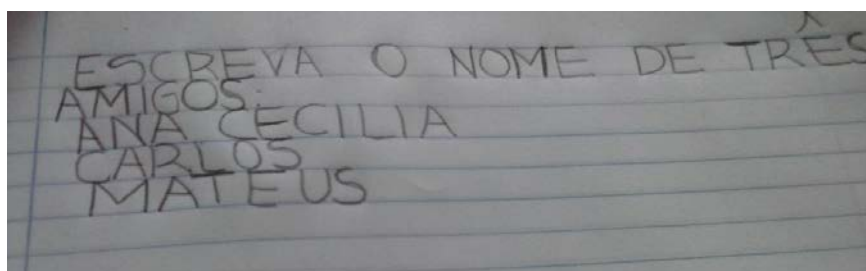 ESCREVA O NOME DE TRÊS
AMIGOS.
ANA CECILIA
CARLOS
MATEUS